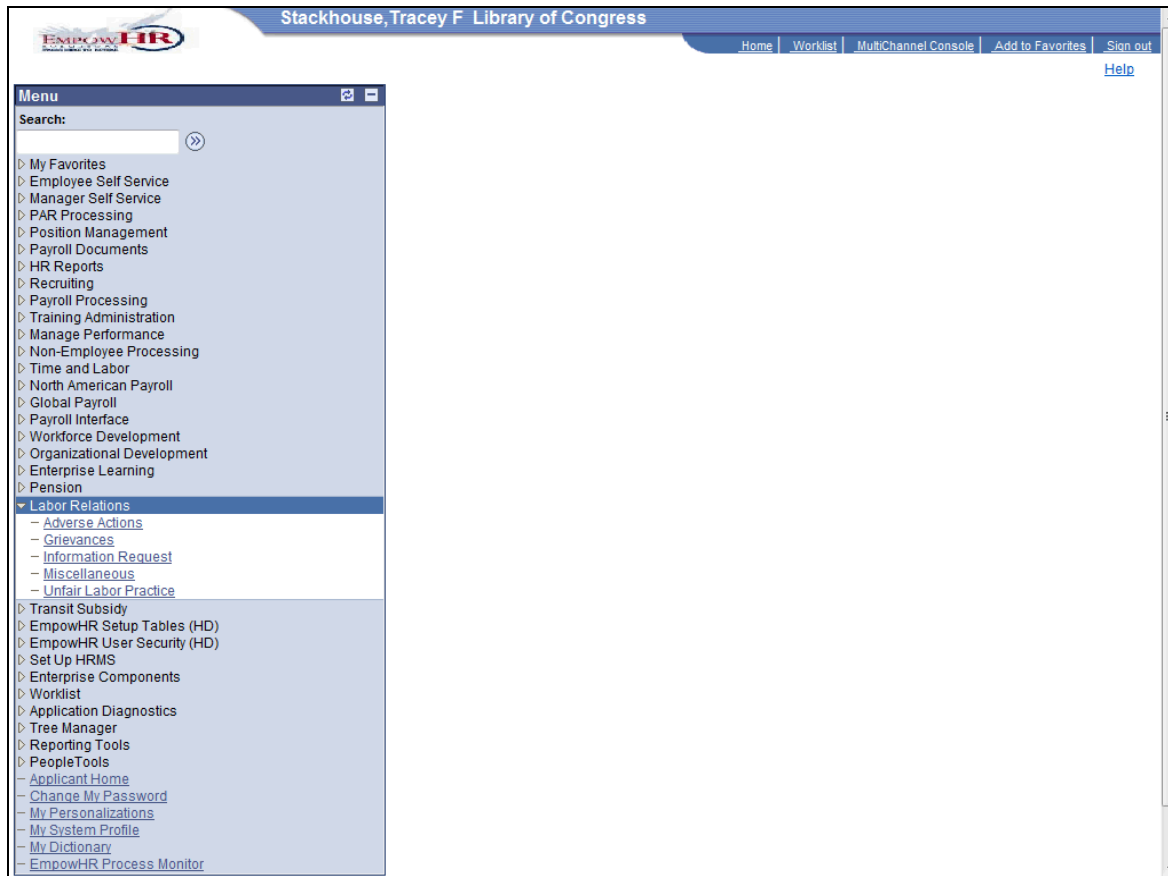 Stackhouse,Tracey F Library of Congress
EMPOWHR
Home Worklist MultiChannel Console Add to Favorites Sign out
Help
Menu
Search:
My Favorites
Employee Self Service
Manager Self Service
PAR Processing
Position Management
Payroll Documents
HR Reports
Recruiting
Payroll Processing
Training Administration
Manage Performance
Non-Employee Processing
Time and Labor
North American Payroll
Global Payroll
Payroll Interface
Workforce Development
Organizational Development
Enterprise Learning
Pension
Labor Relations
Adverse Actions
Grievances
Information Request
Miscellaneous
Unfair Labor Practice
Transit Subsidy
EmpowHR Setup Tables (HD)
EmpowHR User Security (HD)
Set Up HRMS
Enterprise Components
Worklist
Application Diagnostics
Tree Manager
Reporting Tools
PeopleTools
Applicant Home
Change My Password
My Personalizations
My System Profile
My Dictionary
EmpowHR Process Monitor